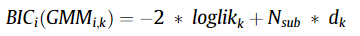 BIC_i(GMM_{i,k}) = −2 * loglik_k + N_sub * d_k